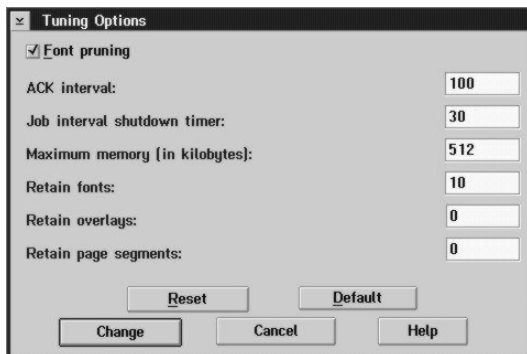 Tuning Options
Font pruning
ACK interval: 100
Job interval shutdown timer: 30
Maximum memory (in kilobytes): 512
Retain fonts: 10
Retain overlays: 0
Retain page segments: 0
Reset Default
Change Cancel Help